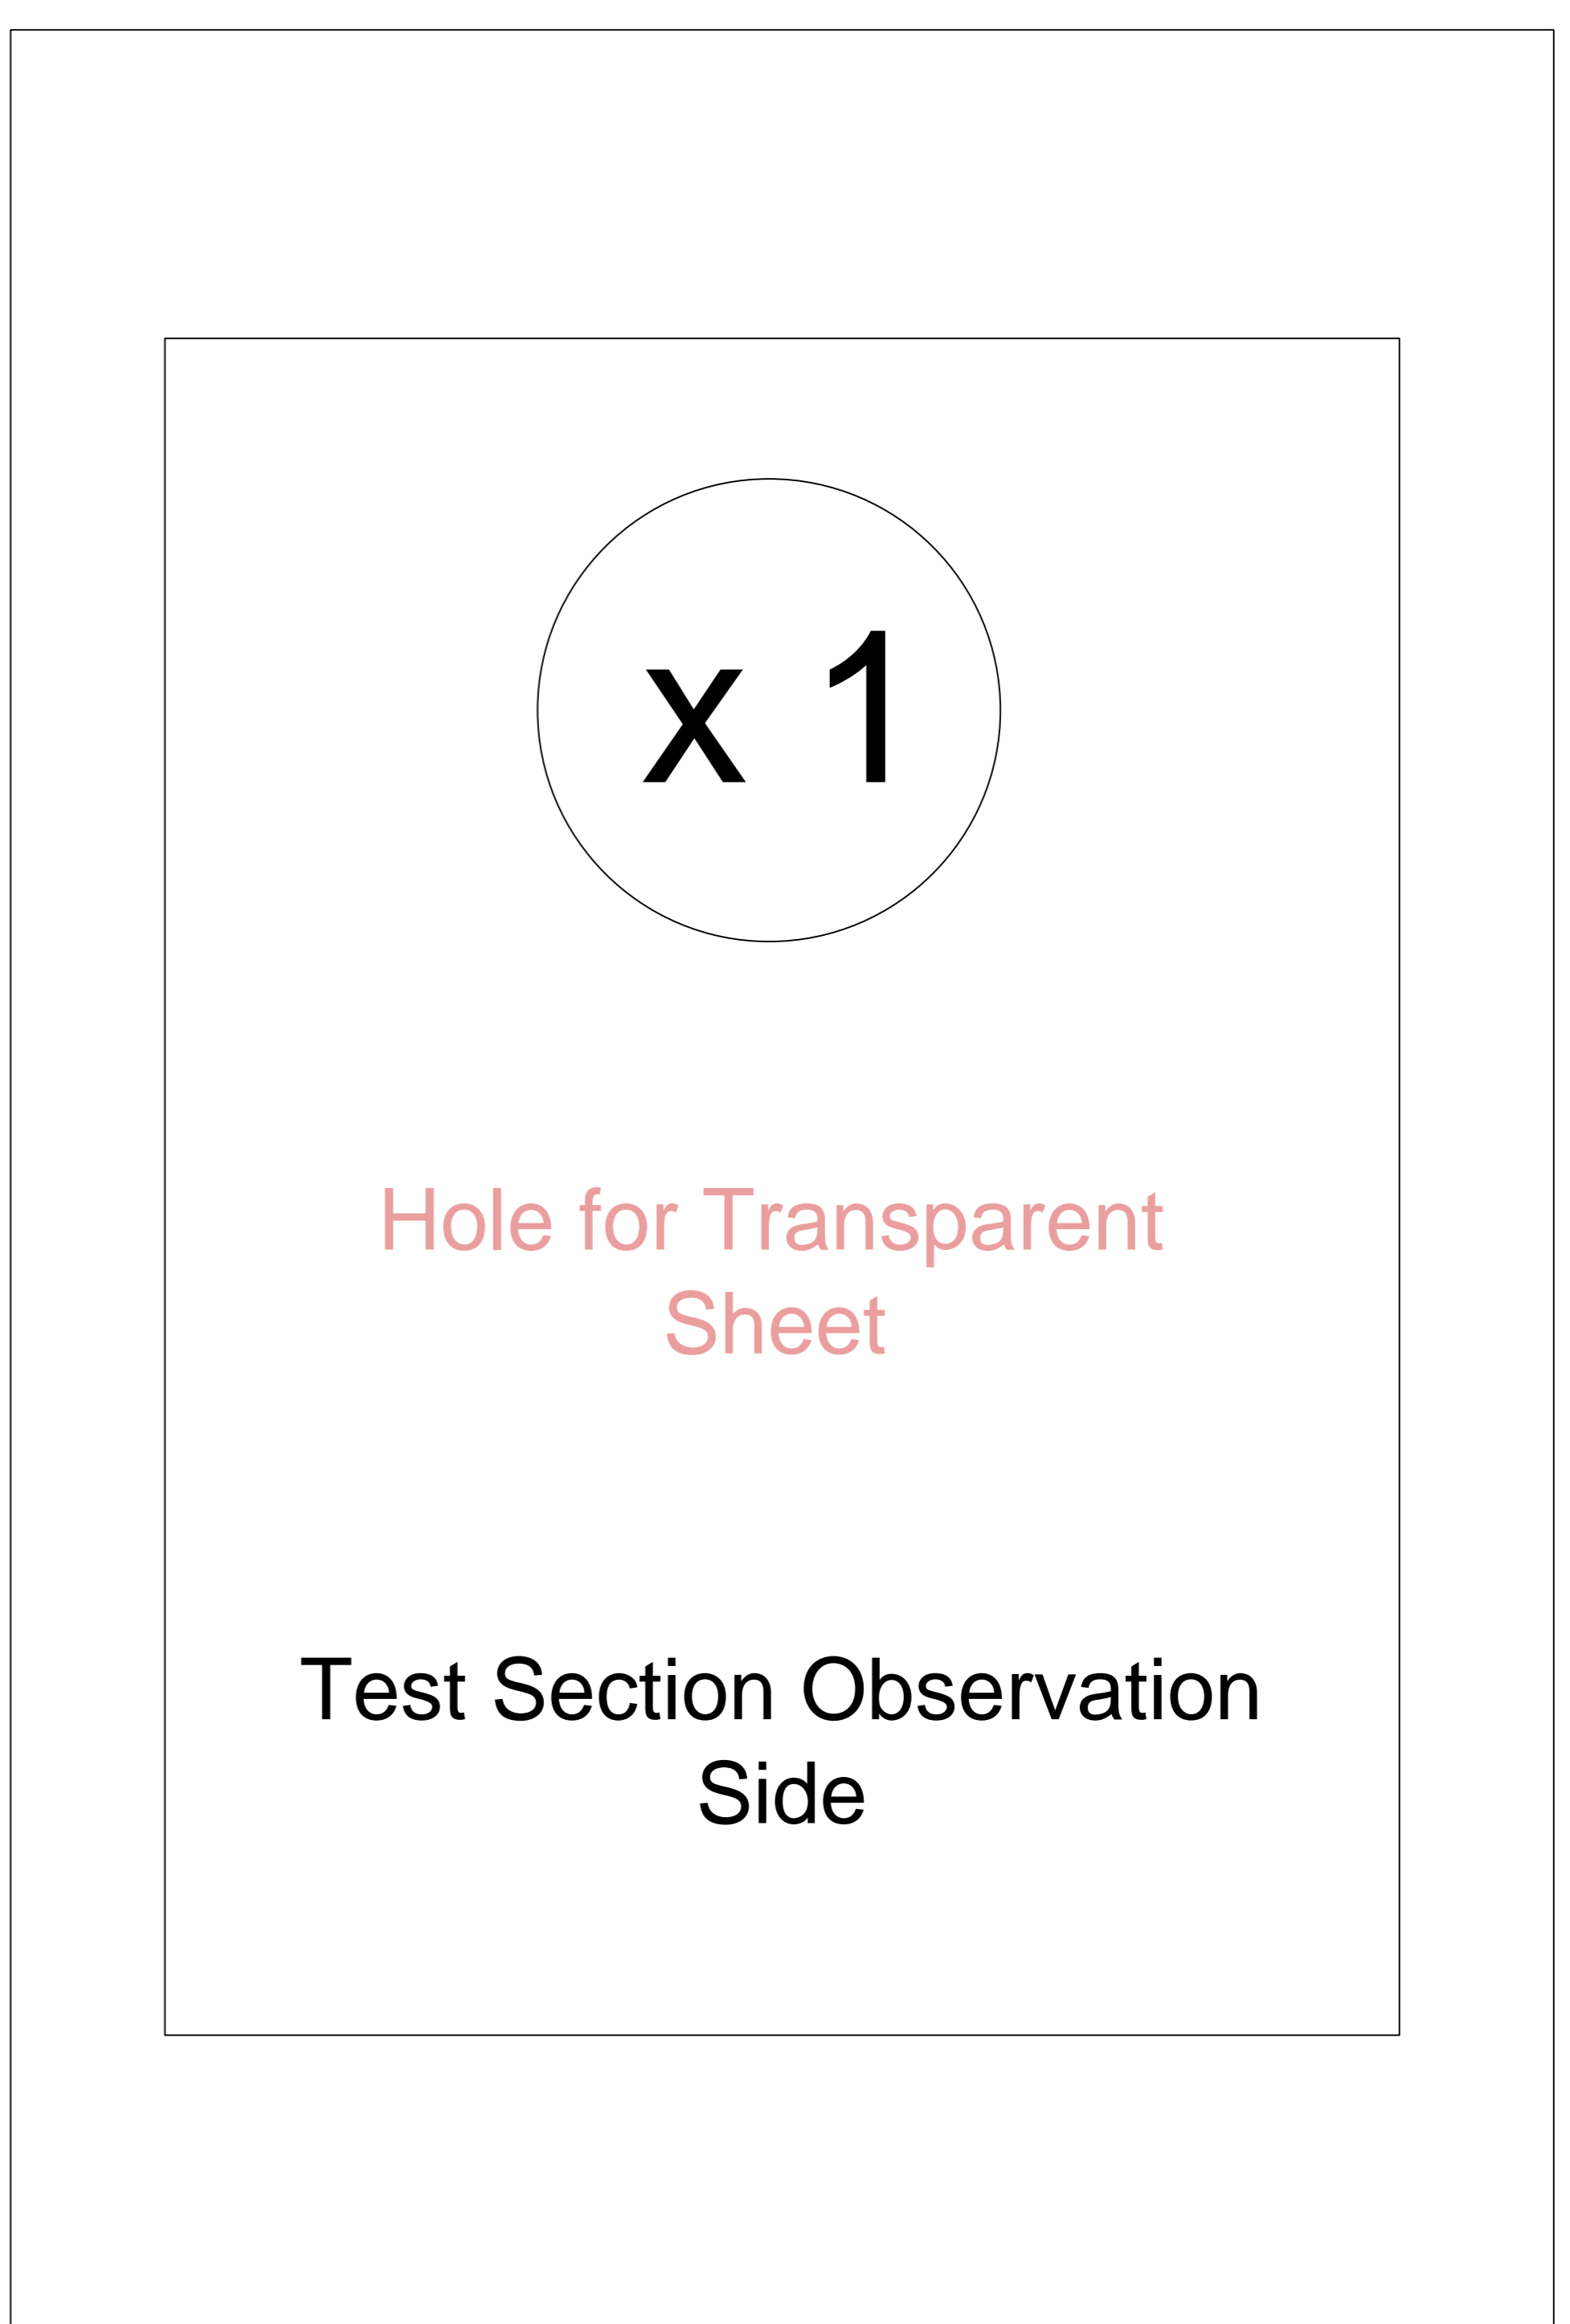 x 1
Hole for Transparent
Sheet
Test Section Observation
Side